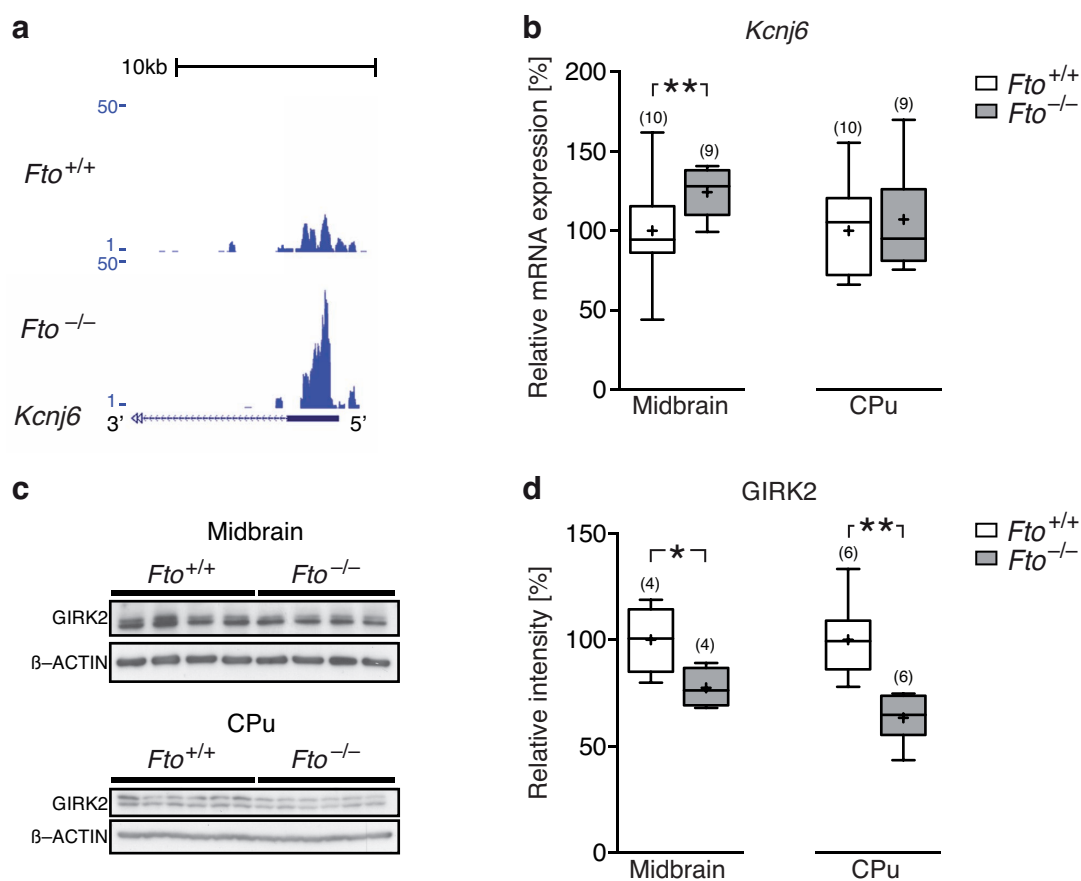 a
10kb
50
Fto+/+
1
50
Fto–/–
1
Kcnj6
3’ 5’
b
Kcnj6
Relative mRNA expression [%]
200
150
100
50
0
**
(10)
(9)
(10)
(9)
Midbrain
CPu
Fto+/+
Fto–/–
c
Midbrain
Fto+/+ Fto–/–
GIRK2
ß–ACTIN
CPu
Fto+/+ Fto–/–
GIRK2
ß–ACTIN
d
GIRK2
Relative intensity [%]
150
100
50
0
*
(4)
(4)
**
(6)
(6)
Midbrain
CPu
Fto+/+
Fto–/–